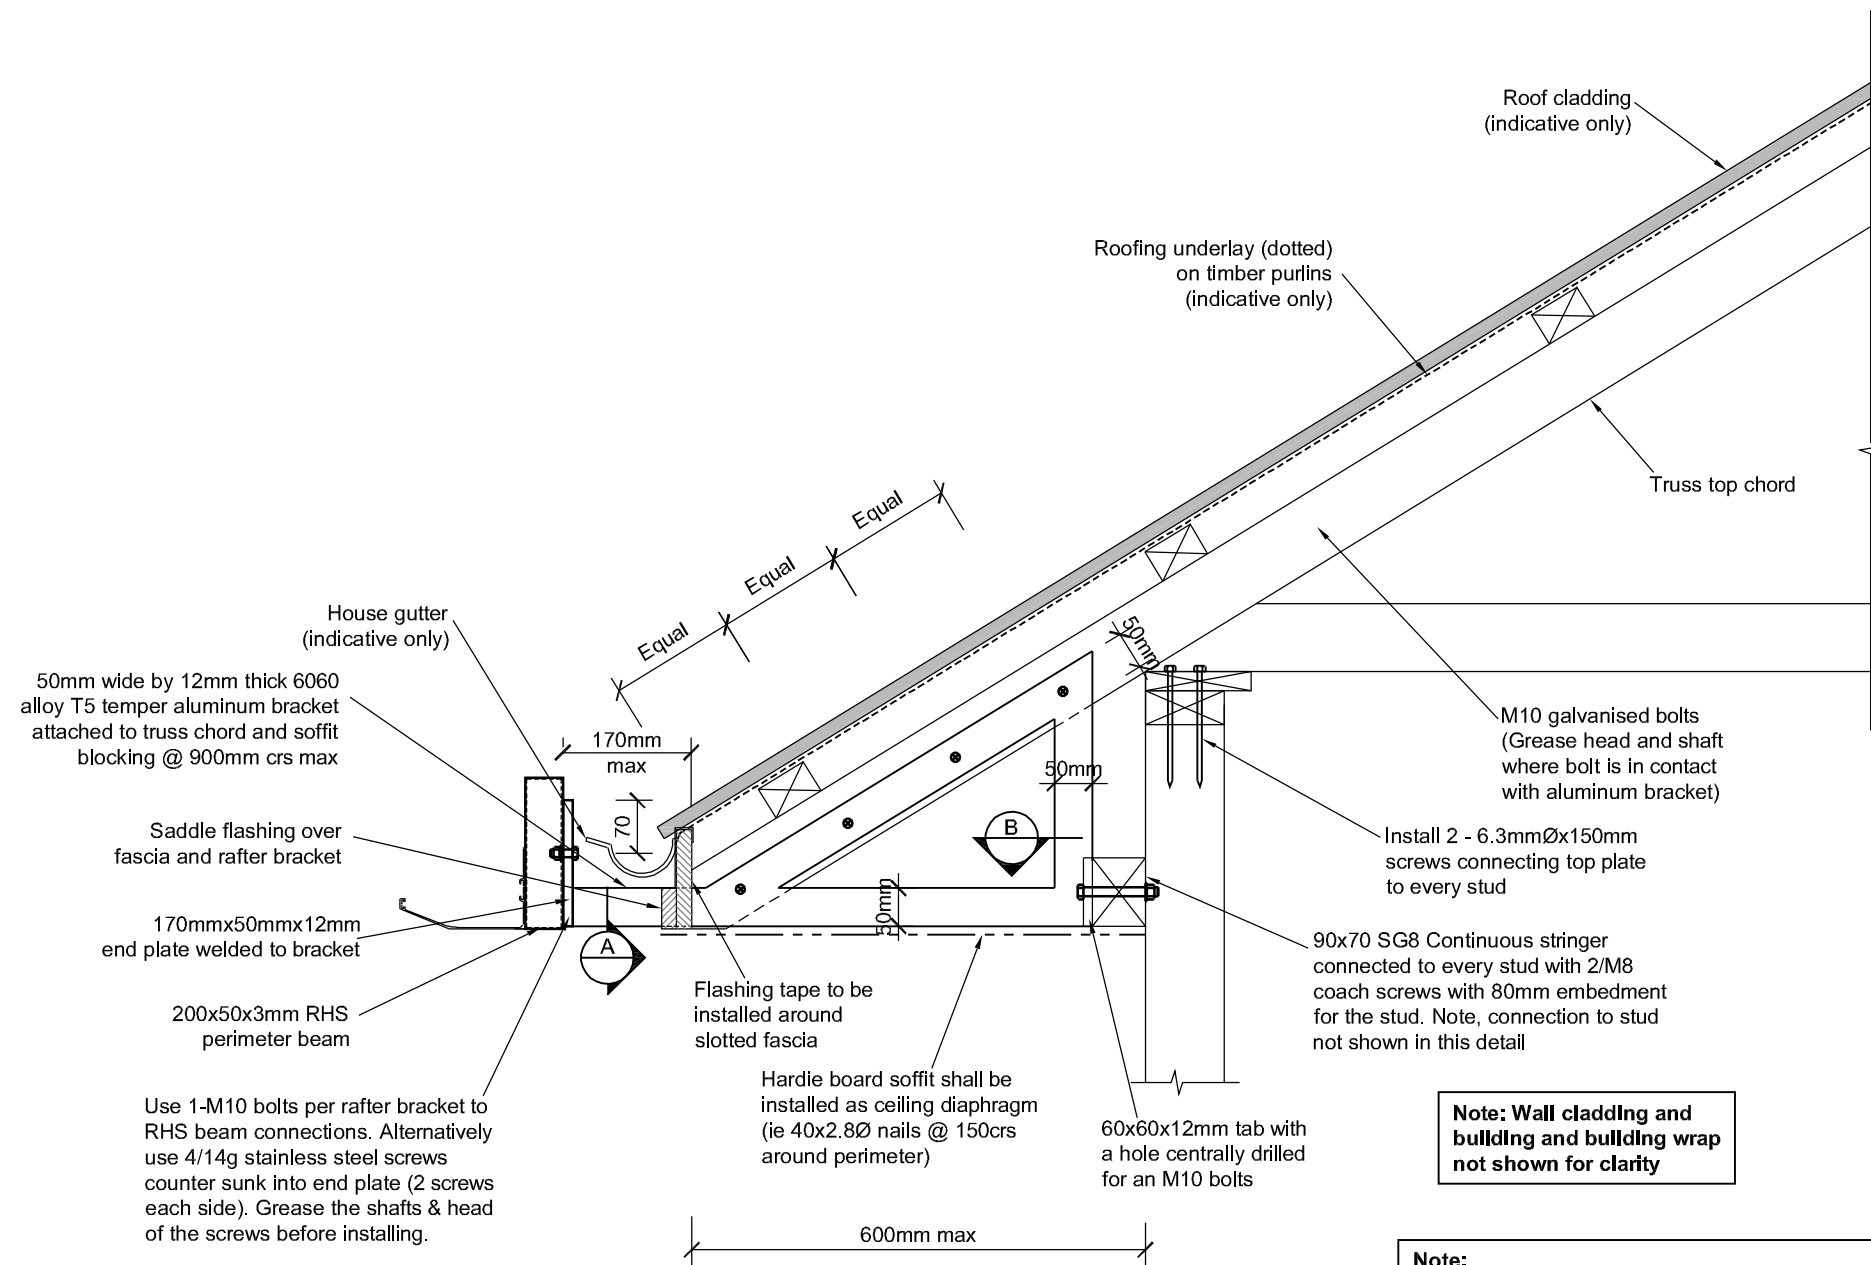 Roof cladding
(indicative only)
Roofing underlay (dotted)
on timber purlins
(indicative only)
Truss top chord
Equal
Equal
Equal
50mm
House gutter
(indicative only)
50mm wide by 12mm thick 6060
alloy T5 temper aluminum bracket
attached to truss chord and soffit
blocking @ 900mm crs max
170mm
max
70
50mm
50mm
M10 galvanised bolts
(Grease head and shaft
where bolt is in contact
with aluminum bracket)
Saddle flashing over
fascia and rafter bracket
B
A
Install 2 - 6.3mmØx150mm
screws connecting top plate
to every stud
170mmx50mmx12mm
end plate welded to bracket
90x70 SG8 Continuous stringer
connected to every stud with 2/M8
coach screws with 80mm embedment
for the stud. Note, connection to stud
not shown in this detail
200x50x3mm RHS
perimeter beam
Flashing tape to be
installed around
slotted fascia
Hardie board soffit shall be
installed as ceiling diaphragm
(ie 40x2.8Ø nails @ 150crs
around perimeter)
Use 1-M10 bolts per rafter bracket to
RHS beam connections. Alternatively
use 4/14g stainless steel screws
counter sunk into end plate (2 screws
each side). Grease the shafts & head
of the screws before installing.
60x60x12mm tab with
a hole centrally drilled
for an M10 bolts
Note: Wall cladding and
building and building wrap
not shown for clarity
600mm max
Note: